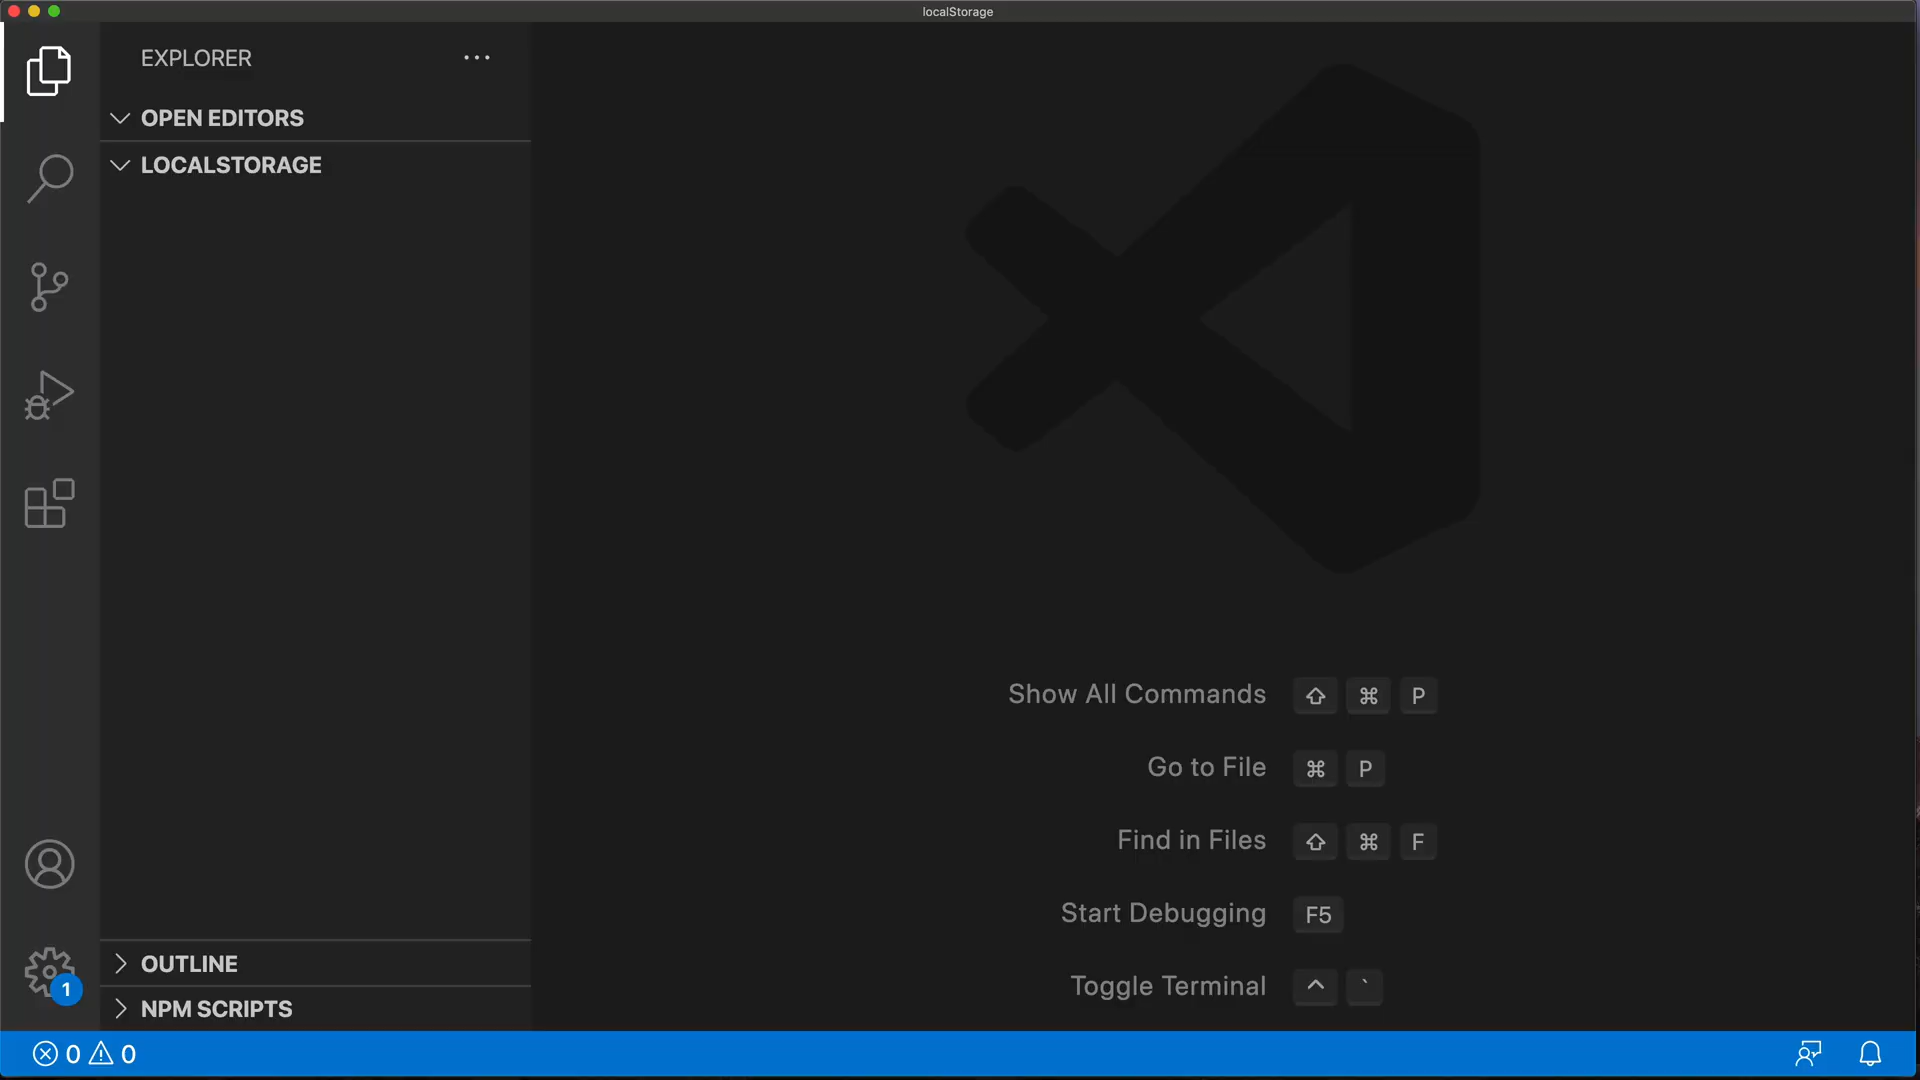 localStorage
EXPLORER
OPEN EDITORS
LOCALSTORAGE
Show All Commands ⇧ ⌘ P
Go to File ⌘ P
Find in Files ⇧ ⌘ F
Start Debugging F5
Toggle Terminal ^ `
OUTLINE
NPM SCRIPTS
1
0 0